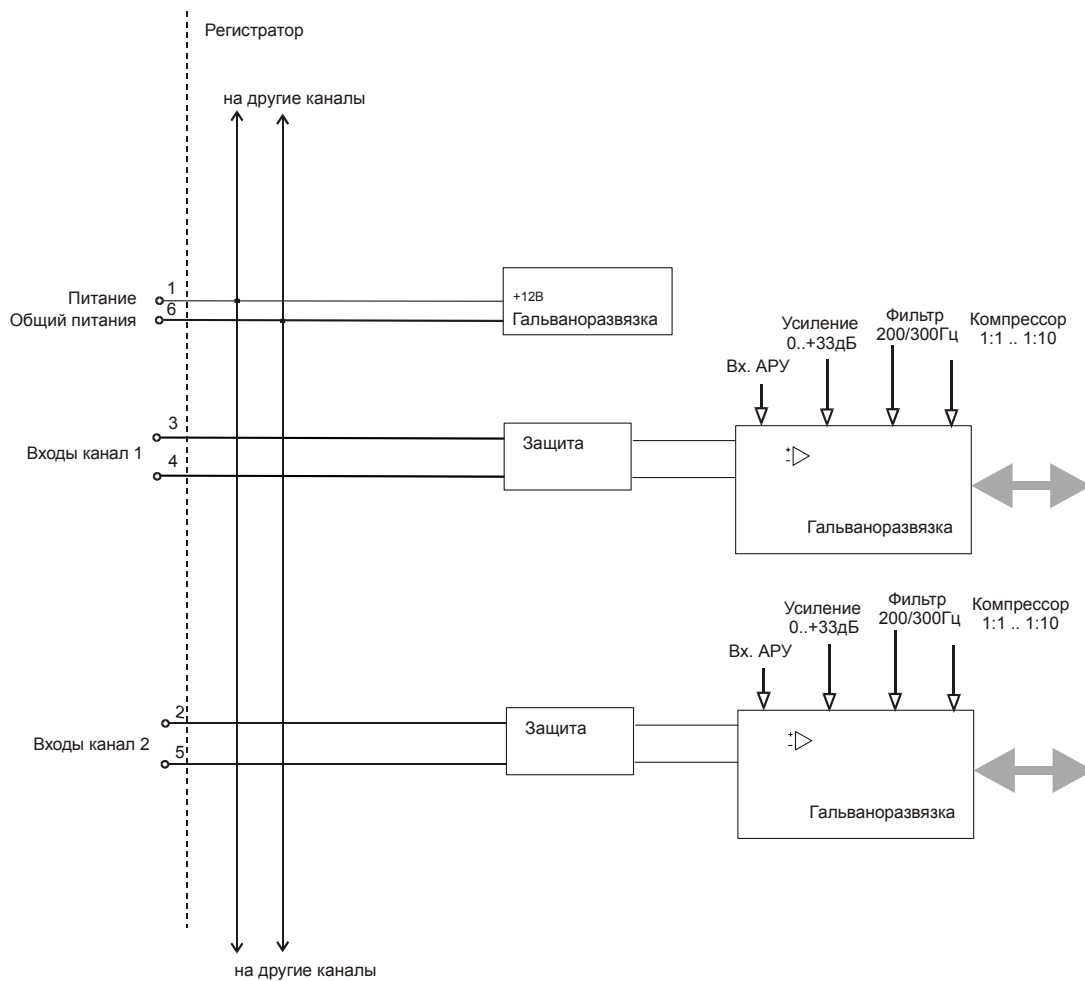 Регистратор
на другие каналы
Питание
1
+12В
Общий питания
6
Гальваноразвязка
Усиление
0..+33дБ
Фильтр
200/300Гц
Компрессор
1:1 .. 1:10
Вх. АРУ
Входы канал 1
3
4
Защита
+
-
Гальваноразвязка
Усиление
0..+33дБ
Фильтр
200/300Гц
Компрессор
1:1 .. 1:10
Вх. АРУ
Входы канал 2
2
5
Защита
+
-
Гальваноразвязка
на другие каналы